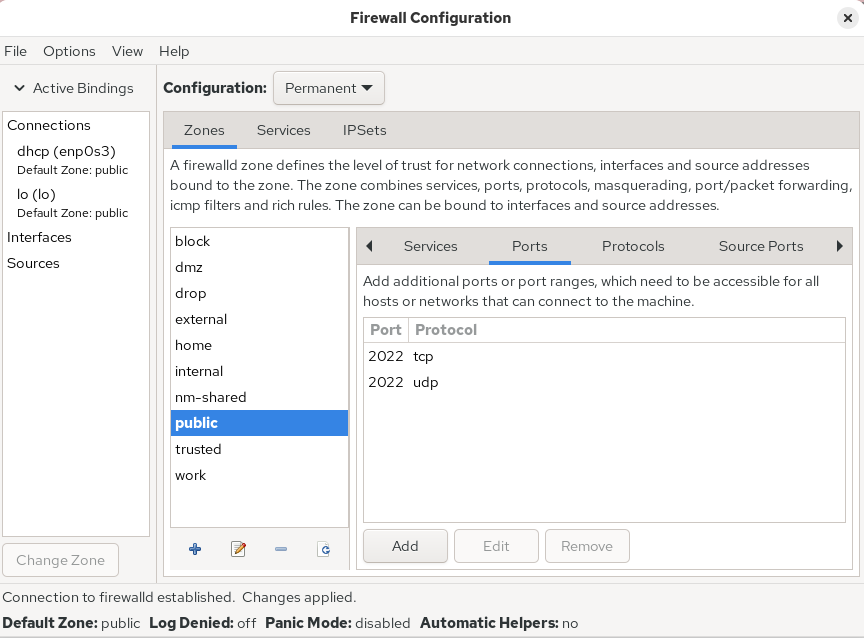 Firewall Configuration
File Options View Help
Active Bindings
Configuration: Permanent
Connections
dhcp (enp0s3)
Default Zone: public
lo (lo)
Default Zone: public
Interfaces
Sources
Change Zone
Zones Services IPSets
A firewalld zone defines the level of trust for network connections, interfaces and source addresses
bound to the zone. The zone combines services, ports, protocols, masquerading, port/packet forwarding,
icmp filters and rich rules. The zone can be bound to interfaces and source addresses.
block
dmz
drop
external
home
internal
nm-shared
public
trusted
work
Services Ports Protocols Source Ports
Add additional ports or port ranges, which need to be accessible for all
hosts or networks that can connect to the machine.
Port Protocol
2022 tcp
2022 udp
Add Edit Remove
Connection to firewalld established. Changes applied.
Default Zone: public Log Denied: off Panic Mode: disabled Automatic Helpers: no